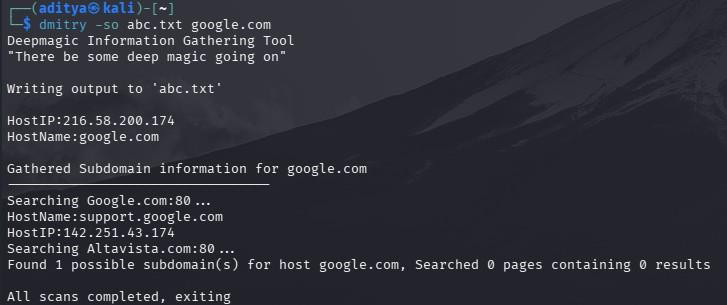 ┌──(aditya㉿kali)-[~]
└─$ dmitry -so abc.txt google.com
Deepmagic Information Gathering Tool
"There be some deep magic going on"
Writing output to 'abc.txt'
HostIP:216.58.200.174
HostName:google.com
Gathered Subdomain information for google.com
---------------------------------
Searching Google.com:80...
HostName:support.google.com
HostIP:142.251.43.174
Searching Altavista.com:80...
Found 1 possible subdomain(s) for host google.com, Searched 0 pages containing 0 results
All scans completed, exiting